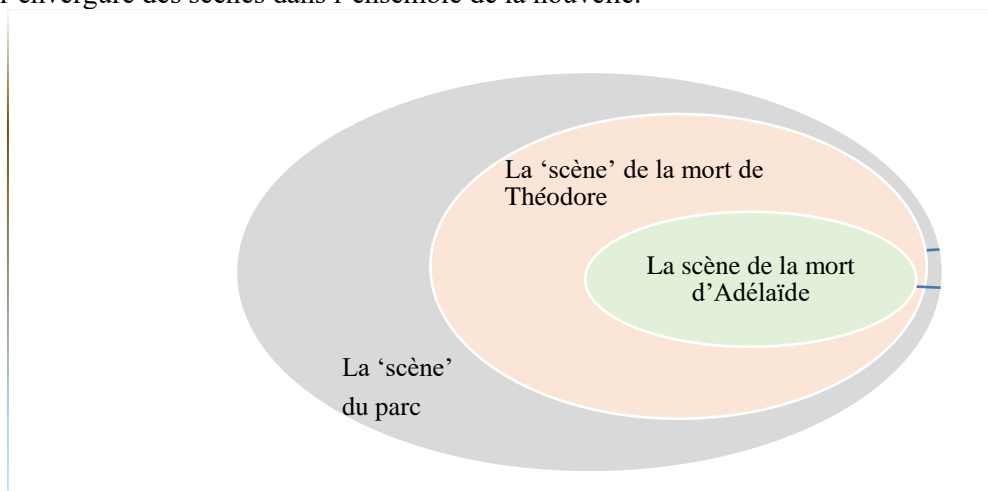 l’envergure des scènes dans l’ensemble de la nouvelle.
La ‘scène’ de la mort de
Théodore
La scène de la mort
d’Adélaïde
La ‘scène’
du parc